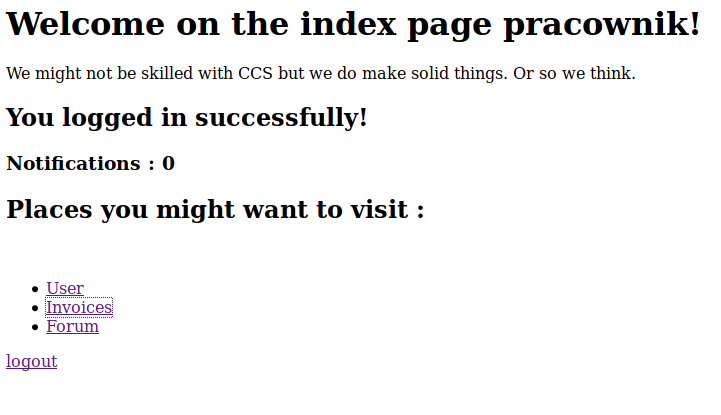 Welcome on the index page pracownik!
We might not be skilled with CCS but we do make solid things. Or so we think.
You logged in successfully!
Notifications : 0
Places you might want to visit :
User
Invoices
Forum
logout